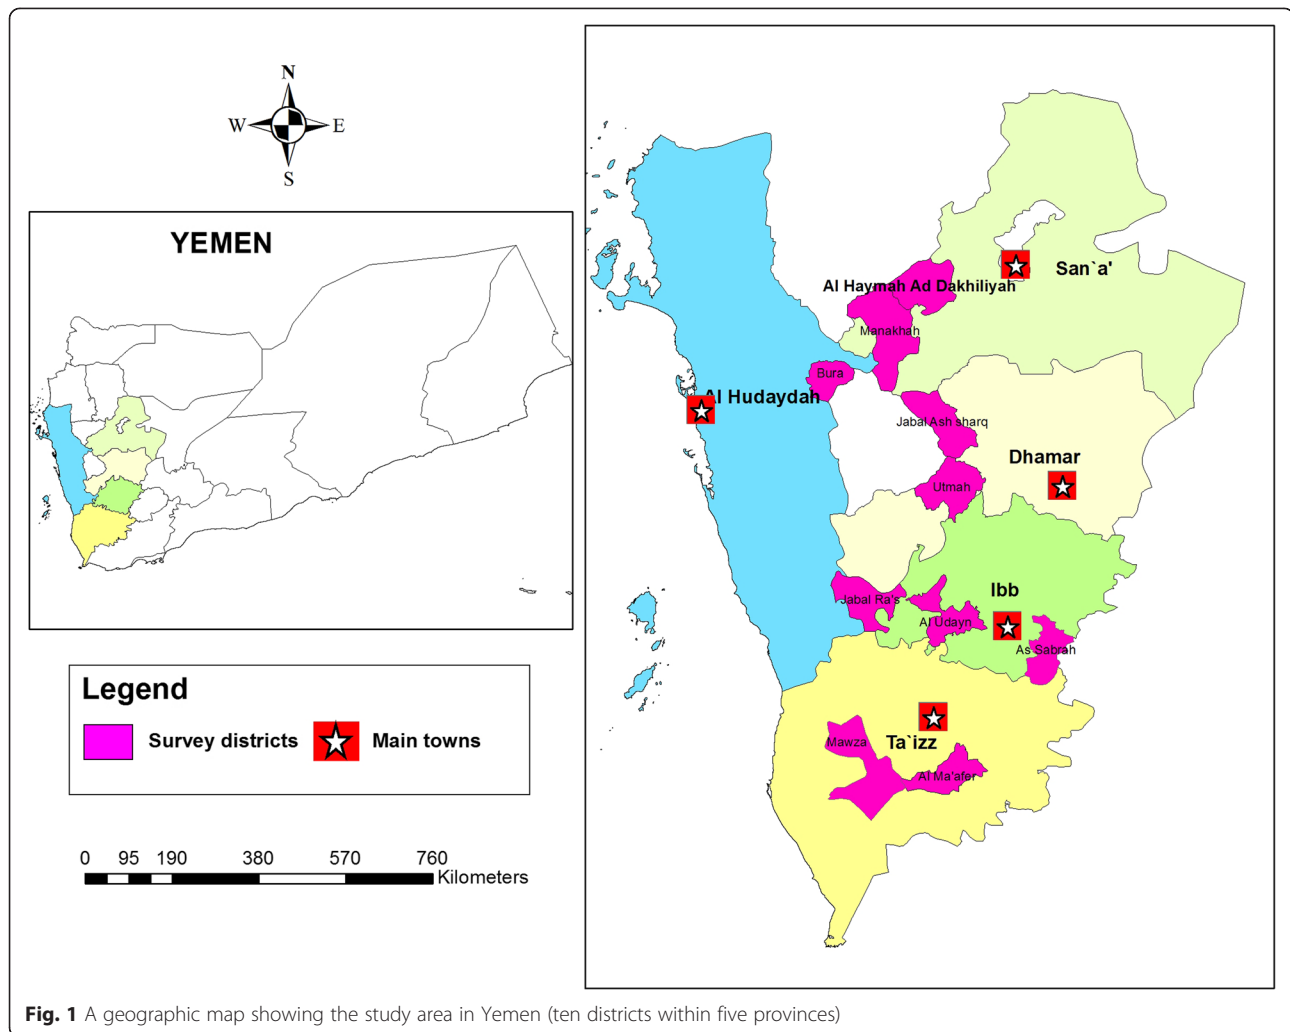 N
W E
S
YEMEN
Legend
Survey districts Main towns
0 95 190 380 570 760
Kilometers
San`a'
Al Haymah Ad Dakhiliyah
Manakhah
Bura
Al Hudaydah
Jabal Ash sharq
Dhamar
Utmah
Ibb
Jabal Ra's
Al Udayn
As Sabrah
Ta`izz
Mawza
Al Ma'afer
Fig. 1 A geographic map showing the study area in Yemen (ten districts within five provinces)